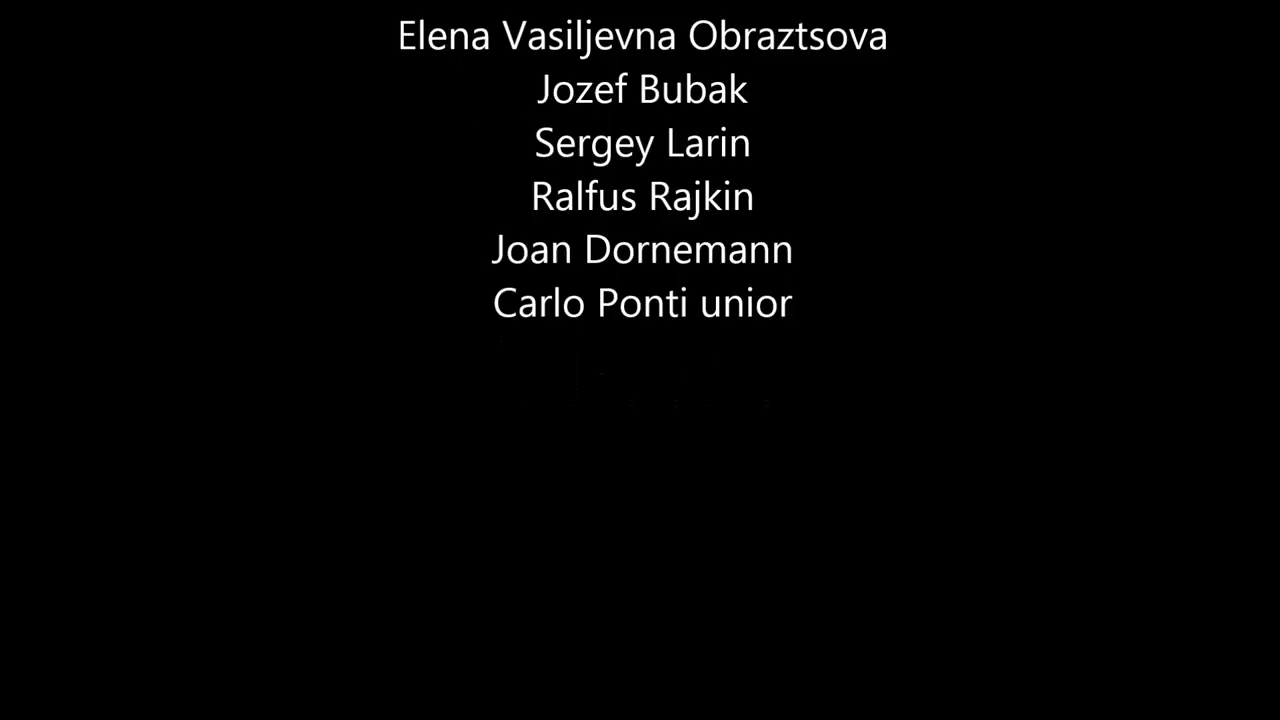 Elena Vasiljevna Obraztsova
Jozef Bubak
Sergey Larin
Ralfus Rajkin
Joan Dornemann
Carlo Ponti unior